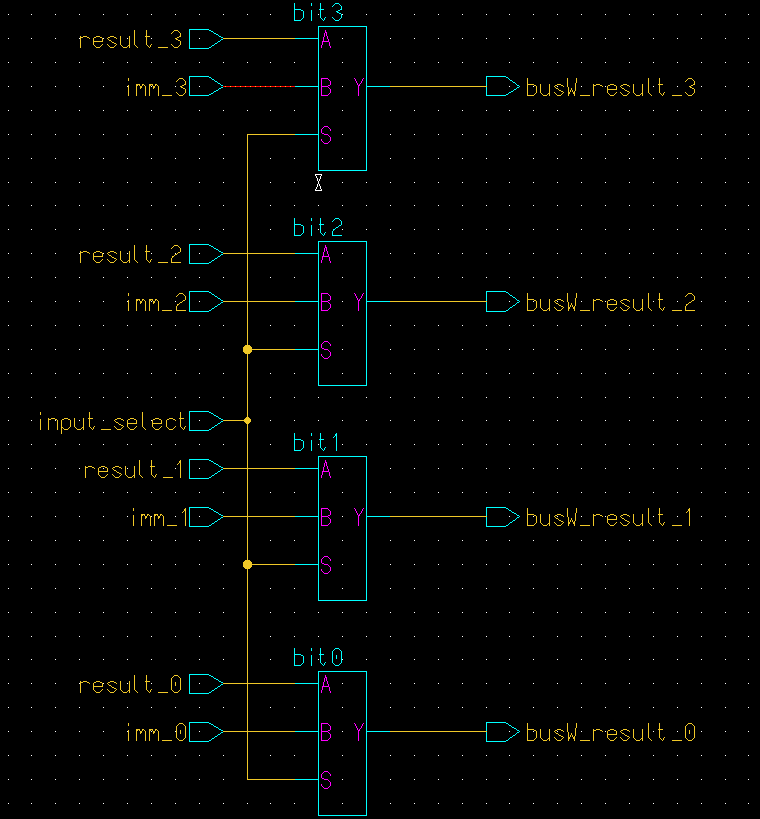 bit3
result_3 A
imm_3 B Y busW_result_3
S
bit2
result_2 A
imm_2 B Y busW_result_2
S
input_select
bit1
result_1 A
imm_1 B Y busW_result_1
S
bit0
result_0 A
imm_0 B Y busW_result_0
S